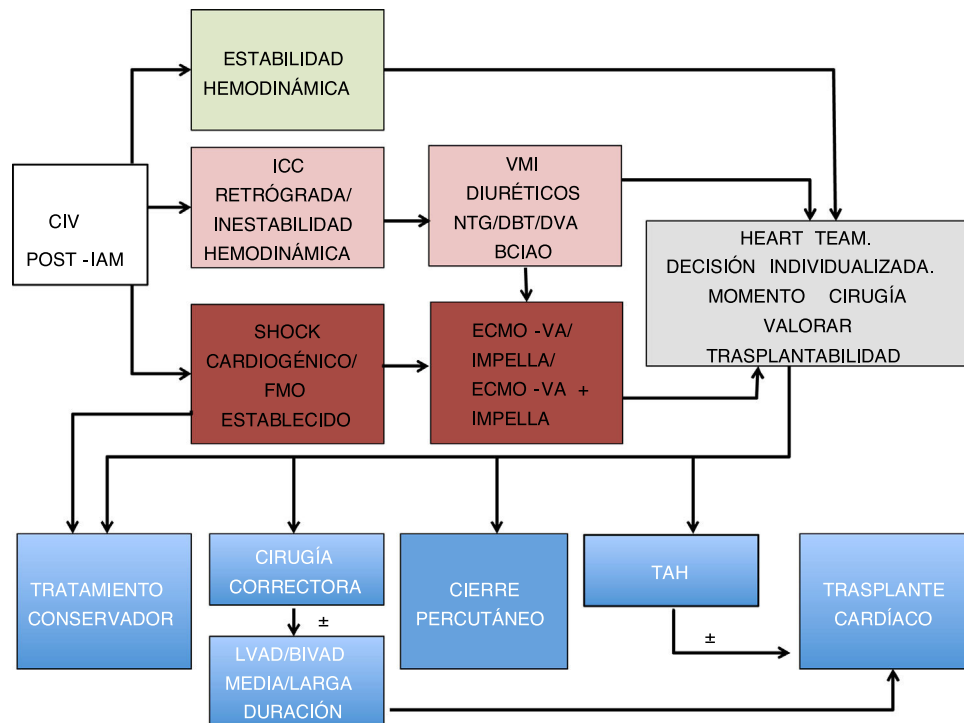 ESTABILIDAD
HEMODINÁMICA
CIV
POST -IAM
ICC
RETRÓGRADA/
INESTABILIDAD
HEMODINÁMICA
VMI
DIURÉTICOS
NTG/DBT/DVA
BCIAO
HEART TEAM.
DECISIÓN INDIVIDUALIZADA.
MOMENTO CIRUGÍA
VALORAR
TRASPLANTABILIDAD
SHOCK
CARDIOGÉNICO/
FMO
ESTABLECIDO
ECMO -VA/
IMPELLA/
ECMO -VA +
IMPELLA
TRATAMIENTO
CONSERVADOR
CIRUGÍA
CORRECTORA
±
LVAD/BIVAD
MEDIA/LARGA
DURACIÓN
CIERRE
PERCUTÁNEO
TAH
±
TRASPLANTE
CARDÍACO